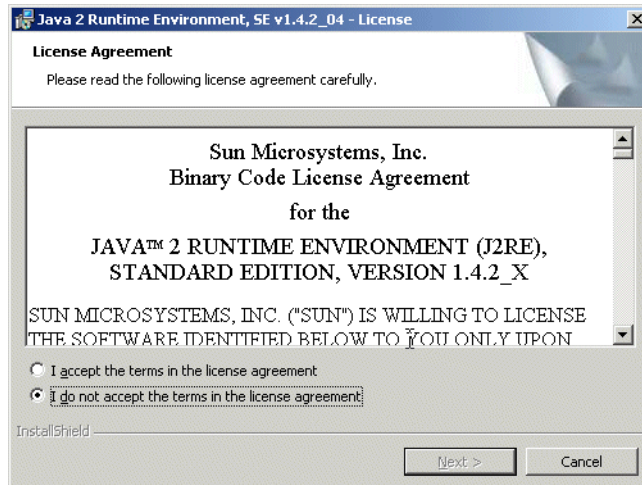 Java 2 Runtime Environment, SE v1.4.2_04 - License
License Agreement
Please read the following license agreement carefully.
Sun Microsystems, Inc.
Binary Code License Agreement
for the
JAVA™ 2 RUNTIME ENVIRONMENT (J2RE),
STANDARD EDITION, VERSION 1.4.2_X
SUN MICROSYSTEMS, INC. ("SUN") IS WILLING TO LICENSE
THE SOFTWARE IDENTIFIED BELOW TO YOU ONLY UPON
I accept the terms in the license agreement
I do not accept the terms in the license agreement
InstallShield
Next >
Cancel